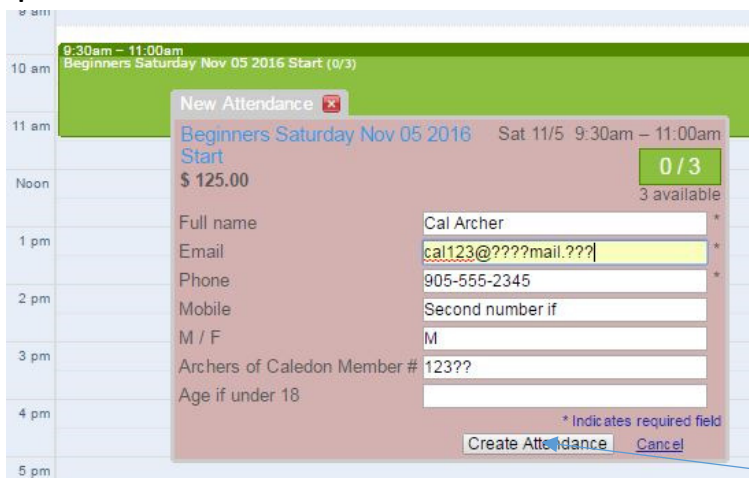 9 am
9:30am – 11:00am
10 am
Beginners Saturday Nov 05 2016 Start (0/3)
New Attendance
11 am
Beginners Saturday Nov 05 2016 Start
Sat 11/5 9:30am – 11:00am
$ 125.00
0 / 3
3 available
Noon
Full name
Cal Archer
*
1 pm
Email
cal123@????mail.???
*
Phone
905-555-2345
*
2 pm
Mobile
Second number if
M / F
M
3 pm
Archers of Caledon Member #
123??
Age if under 18
4 pm
* Indicates required field
Create Attendance
Cancel
5 pm